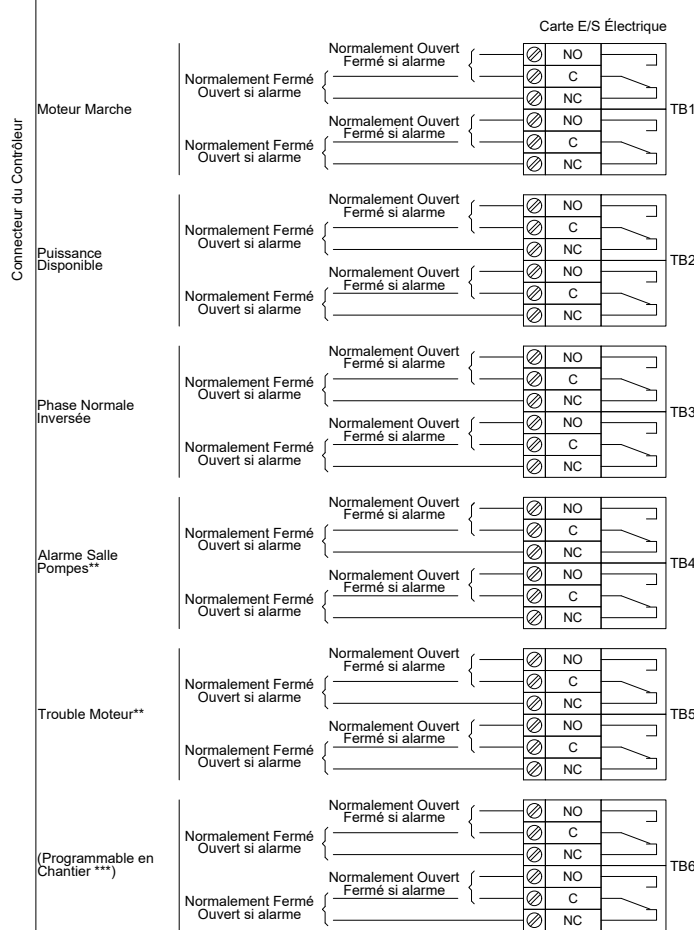 Carte E/S Électrique
Connecteur du Contrôleur
Moteur Marche
Normalement Ouvert
Fermé si alarme
Normalement Fermé
Ouvert si alarme
Normalement Ouvert
Fermé si alarme
Normalement Fermé
Ouvert si alarme
NO
C
NC
NO
C
NC
TB1
Puissance
Disponible
Normalement Ouvert
Fermé si alarme
Normalement Fermé
Ouvert si alarme
Normalement Ouvert
Fermé si alarme
Normalement Fermé
Ouvert si alarme
NO
C
NC
NO
C
NC
TB2
Phase Normale
Inversée
Normalement Ouvert
Fermé si alarme
Normalement Fermé
Ouvert si alarme
Normalement Ouvert
Fermé si alarme
Normalement Fermé
Ouvert si alarme
NO
C
NC
NO
C
NC
TB3
Alarme Salle
Pompes**
Normalement Ouvert
Fermé si alarme
Normalement Fermé
Ouvert si alarme
Normalement Ouvert
Fermé si alarme
Normalement Fermé
Ouvert si alarme
NO
C
NC
NO
C
NC
TB4
Trouble Moteur**
Normalement Ouvert
Fermé si alarme
Normalement Fermé
Ouvert si alarme
Normalement Ouvert
Fermé si alarme
Normalement Fermé
Ouvert si alarme
NO
C
NC
NO
C
NC
TB5
(Programmable en
Chantier ***)
Normalement Ouvert
Fermé si alarme
Normalement Fermé
Ouvert si alarme
Normalement Ouvert
Fermé si alarme
Normalement Fermé
Ouvert si alarme
NO
C
NC
NO
C
NC
TB6